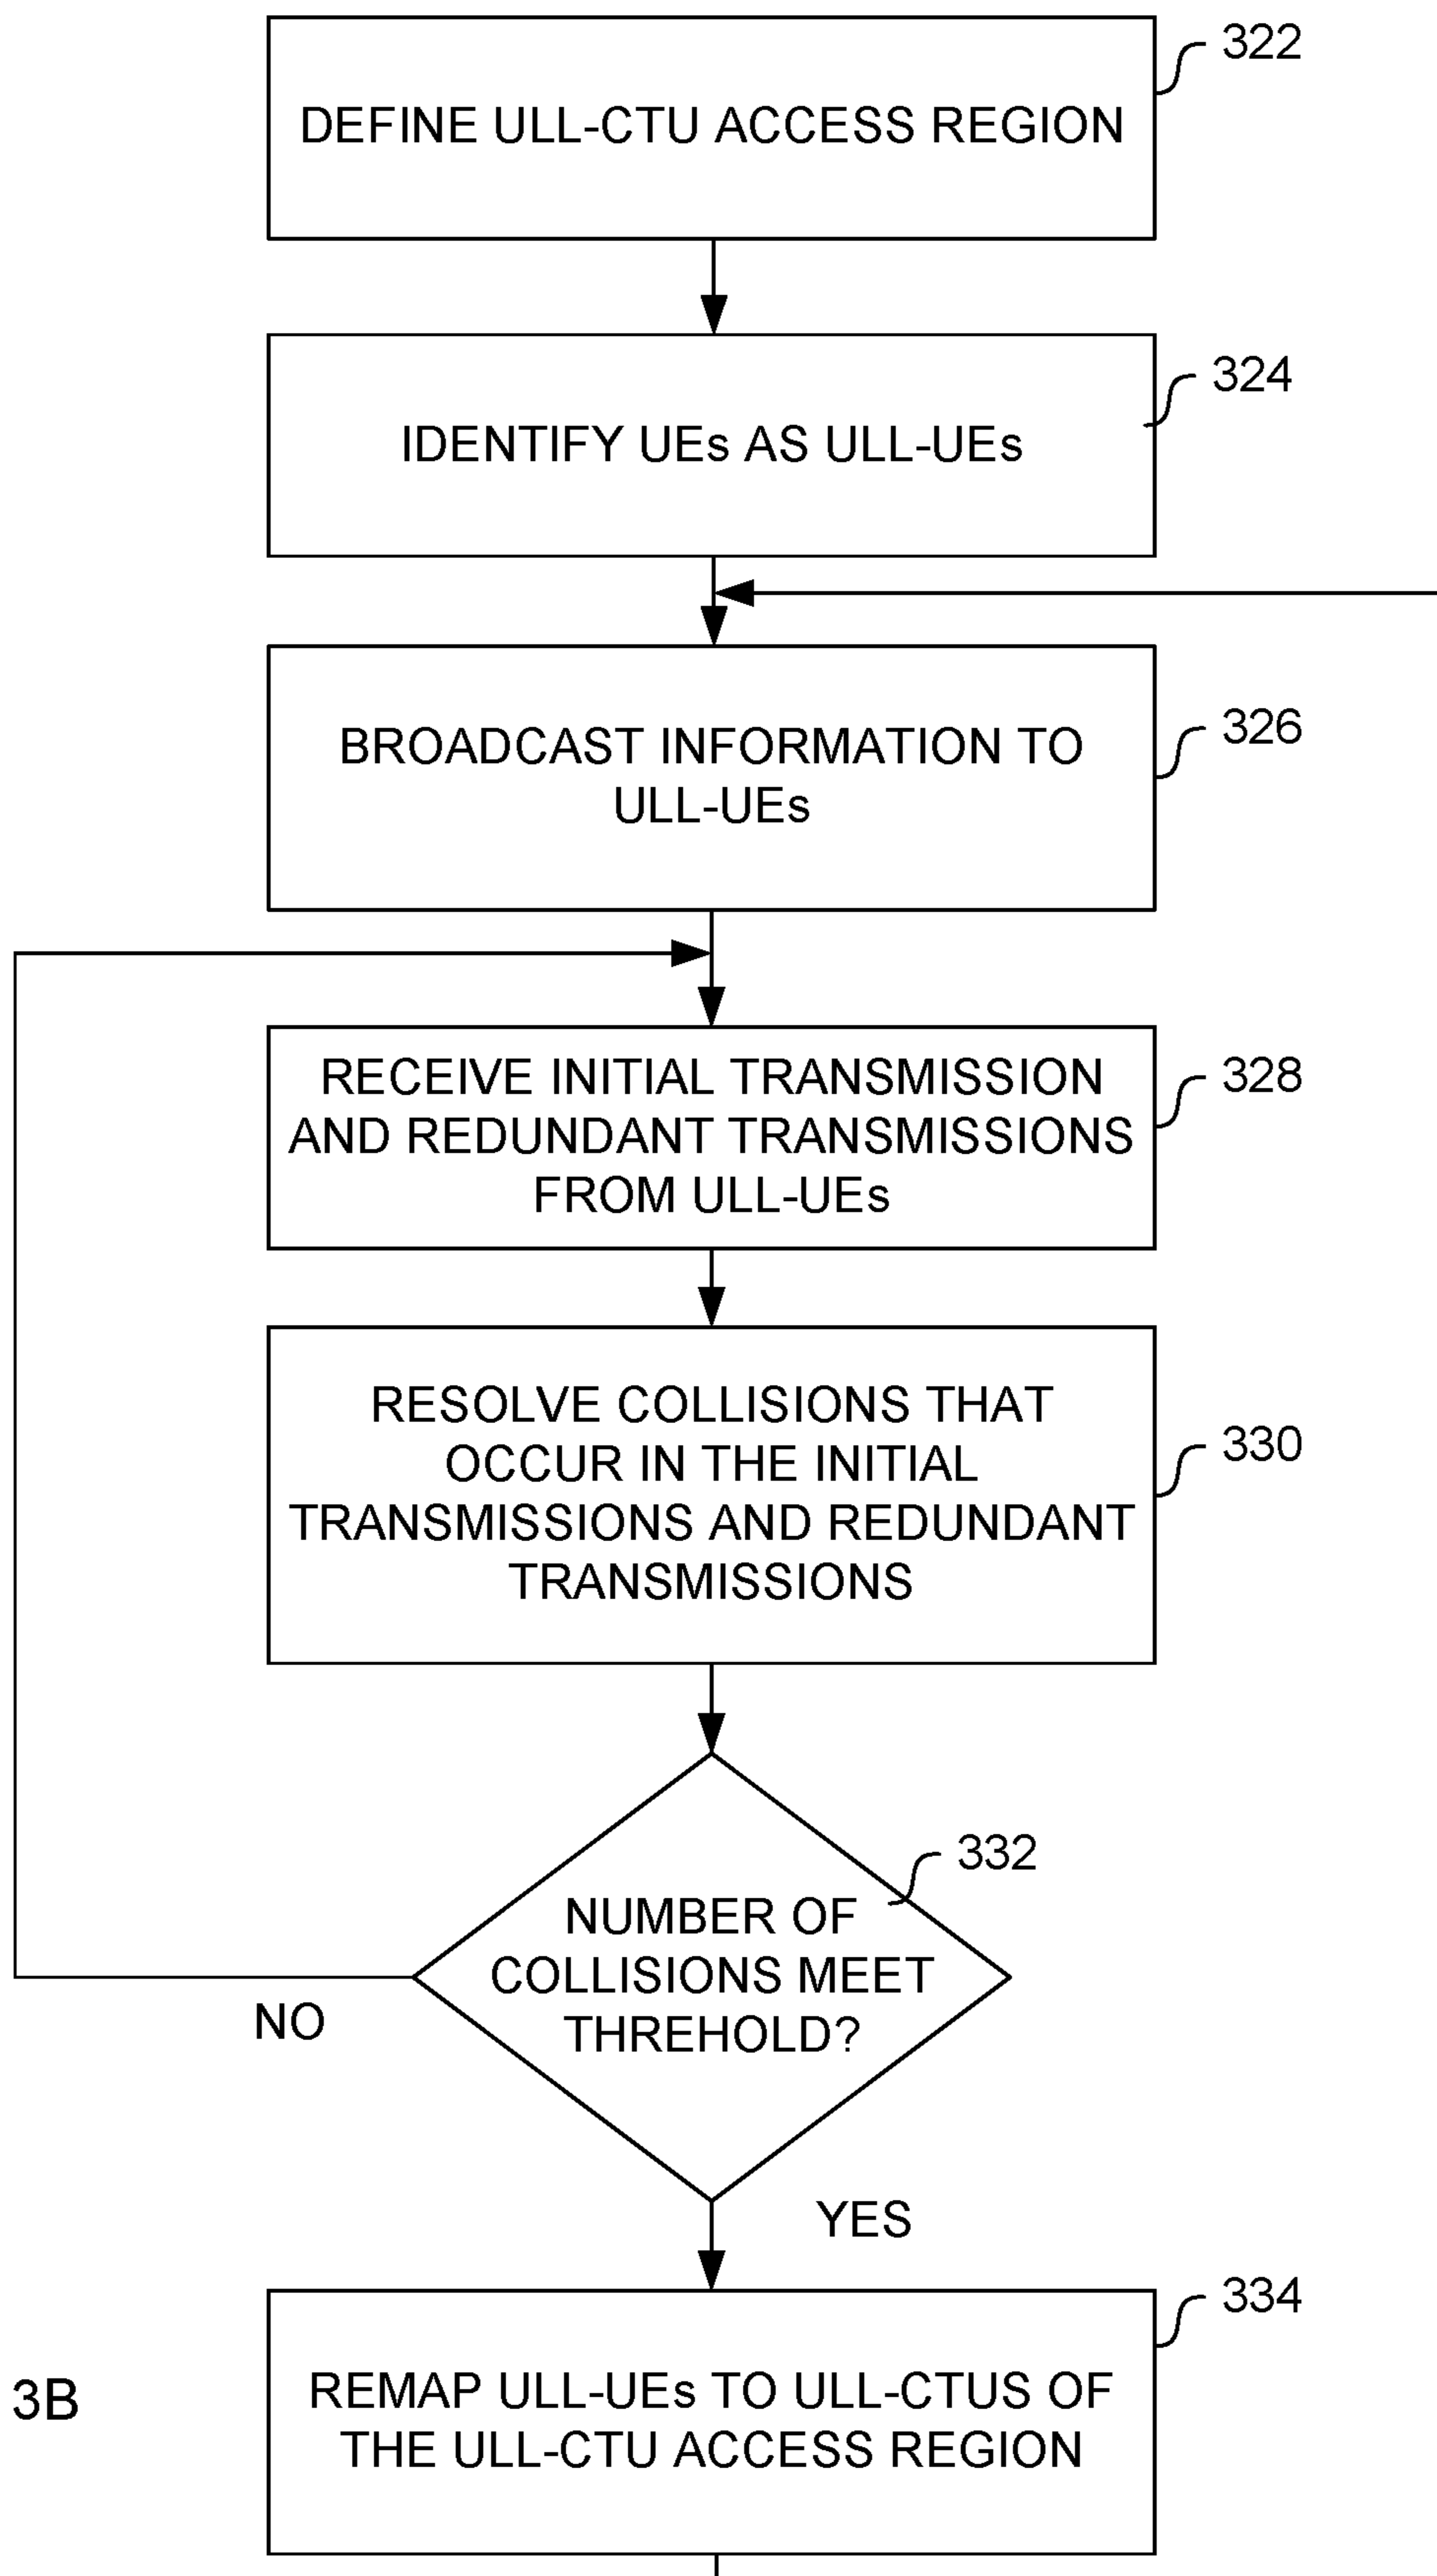 322
DEFINE ULL-CTU ACCESS REGION
324
IDENTIFY UEs AS ULL-UEs
326
BROADCAST INFORMATION TO
ULL-UEs
328
RECEIVE INITIAL TRANSMISSION
AND REDUNDANT TRANSMISSIONS
FROM ULL-UEs
330
RESOLVE COLLISIONS THAT
OCCUR IN THE INITIAL
TRANSMISSIONS AND REDUNDANT
TRANSMISSIONS
332
NUMBER OF
COLLISIONS MEET
THREHOLD?
NO
YES
334
REMAP ULL-UEs TO ULL-CTUS OF
THE ULL-CTU ACCESS REGION
3B